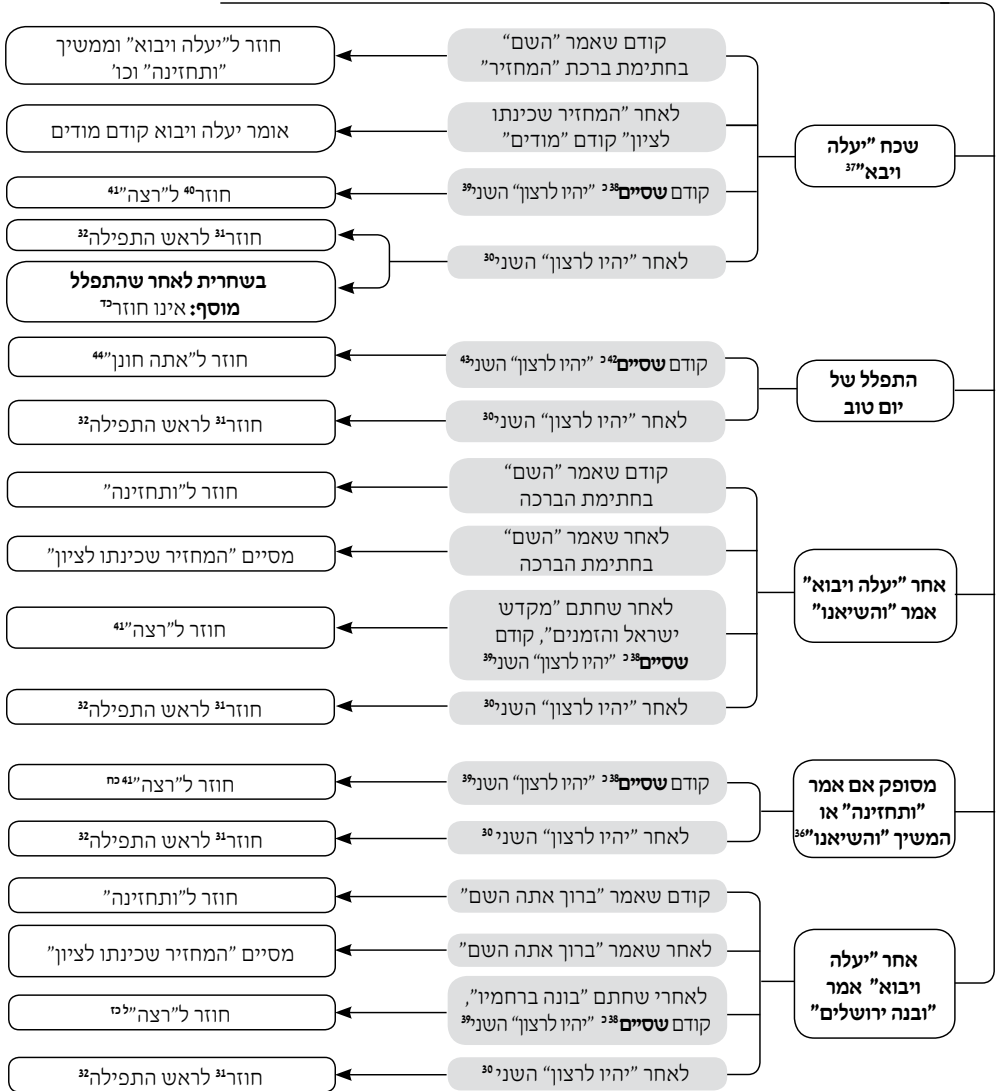 שכח "יעלה
ויבא"37
קודם שאמר "השם"
בחתימת ברכת "המחזיר"
חוזר ל"יעלה ויבוא" וממשיך
"ותחזינה" וכו'
לאחר "המחזיר שכינתו
לציון" קודם "מודים"
אומר יעלה ויבוא קודם מודים
קודם שסיים38 כ "יהיו לרצון" השני39
חוזר40 ל"רצה"41
לאחר "יהיו לרצון" השני30
חוזר31 לראש התפילה32
בשחרית לאחר שהתפלל
מוסף: אינו חוזרכד
התפלל של
יום טוב
קודם שסיים42 כ "יהיו לרצון" השני43
חוזר ל"אתה חונן"44
לאחר "יהיו לרצון" השני30
חוזר31 לראש התפילה32
אחר "יעלה ויבוא"
אמר "והשיאנו"
קודם שאמר "השם"
בחתימת הברכה
חוזר ל"ותחזינה"
לאחר שאמר "השם"
בחתימת הברכה
מסיים "המחזיר שכינתו לציון"
לאחר שחתם "מקדש
ישראל והזמנים", קודם
שסיים38 כ "יהיו לרצון" השני39
חוזר ל"רצה"41
לאחר "יהיו לרצון" השני30
חוזר31 לראש התפילה32
מסופק אם אמר
"ותחזינה" או
המשיך "והשיאנו"36
קודם שסיים38 כ "יהיו לרצון" השני39
חוזר ל"רצה"41 כח
לאחר "יהיו לרצון" השני30
חוזר31 לראש התפילה32
אחר "יעלה
ויבוא" אמר
"ובנה ירושלים"
קודם שאמר "ברוך אתה השם"
חוזר ל"ותחזינה"
לאחר שאמר "ברוך אתה השם"
מסיים "המחזיר שכינתו לציון"
לאחרי שחתם "בונה ברחמיו",
קודם שסיים38 כ "יהיו לרצון" השני39
חוזר ל"רצה"ל כז
לאחר "יהיו לרצון" השני30
חוזר31 לראש התפילה32